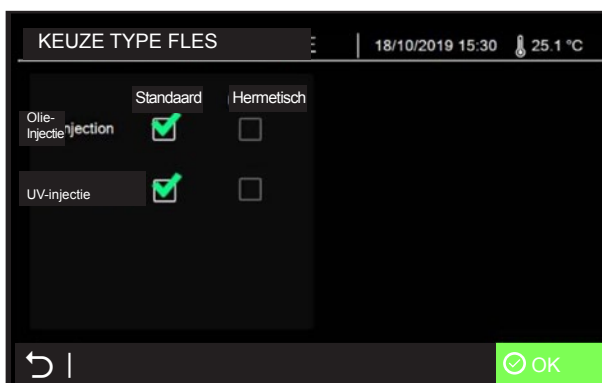 KEUZE TYPE FLES
18/10/2019 15:30 25.1 °C
Standaard Hermetisch
Olie-
Injectie njection
UV-injectie
OK